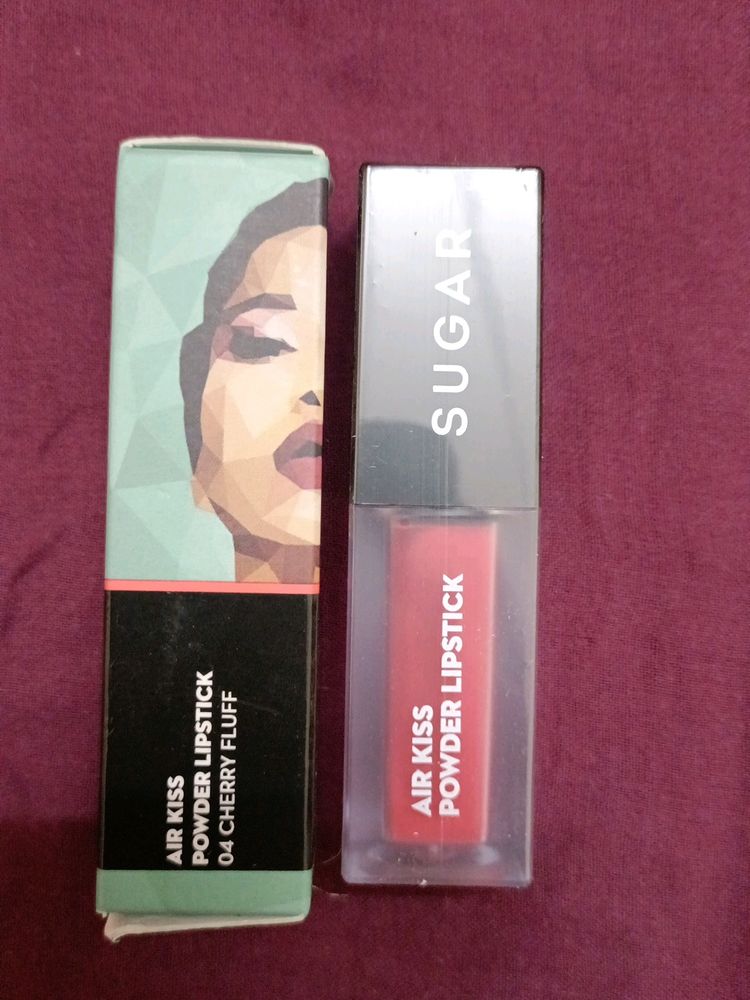 AIR KISS
POWDER LIPSTICK
04 CHERRY FLUFF
SUGAR
AIR KISS
POWDER LIPSTICK